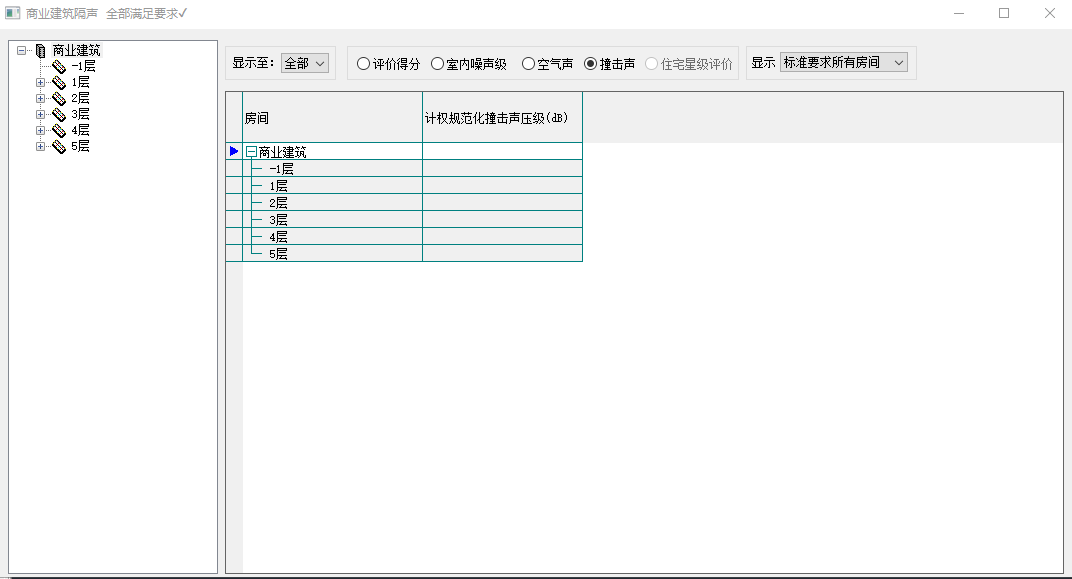 商业建筑隔声 全部满足要求✓
商业建筑
-1层
1层
2层
3层
4层
5层
显示至: 全部 评价得分 室内噪声级 空气声 撞击声 住宅星级评价 显示 标准要求所有房间
房间 计权规范化撞击声压级(dB)
商业建筑
-1层
1层
2层
3层
4层
5层